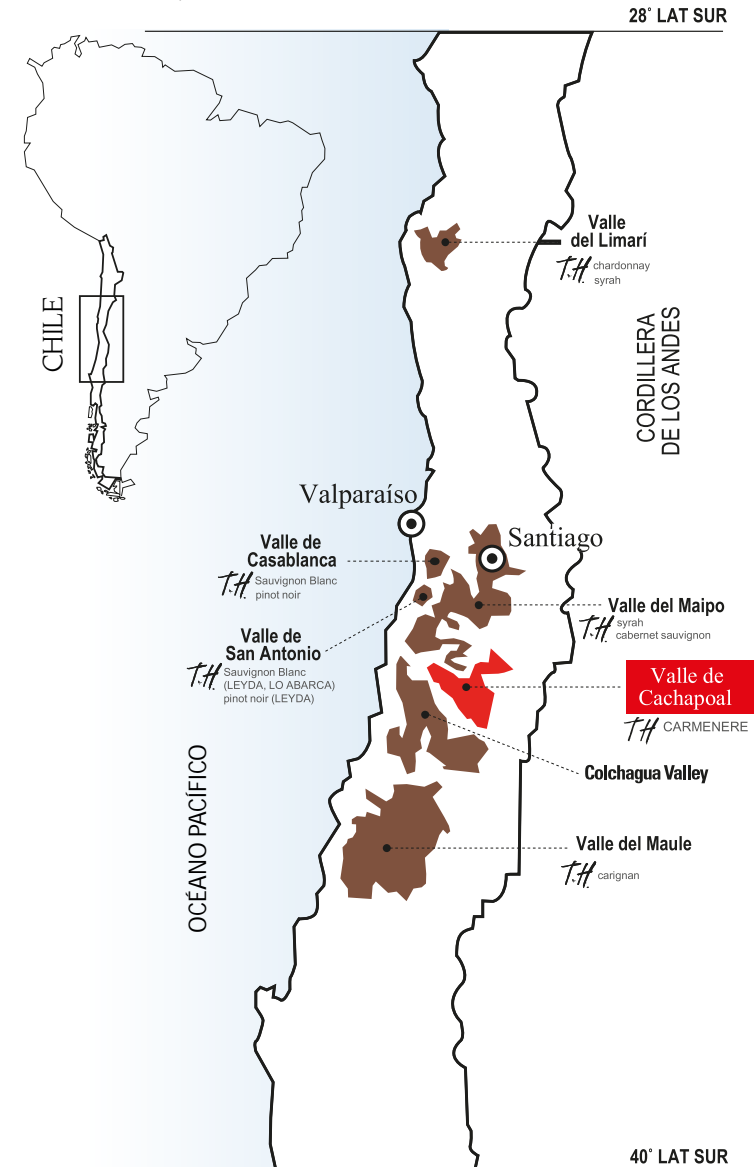 28° LAT SUR
Valle
del Limarí
T.H. chardonnay
syrah
CHILE
CORDILLERA
DE LOS ANDES
Valparaíso
Santiago
Valle de
Casablanca
T.H. Sauvignon Blanc
pinot noir
Valle del Maipo
T.H. syrah
cabernet sauvignon
Valle de
San Antonio
T.H. Sauvignon Blanc
(LEYDA, LO ABARCA)
pinot noir (LEYDA)
Valle de
Cachapoal
TH CARMENERE
OCÉANO PACÍFICO
Colchagua Valley
Valle del Maule
T.H. carignan
40° LAT SUR